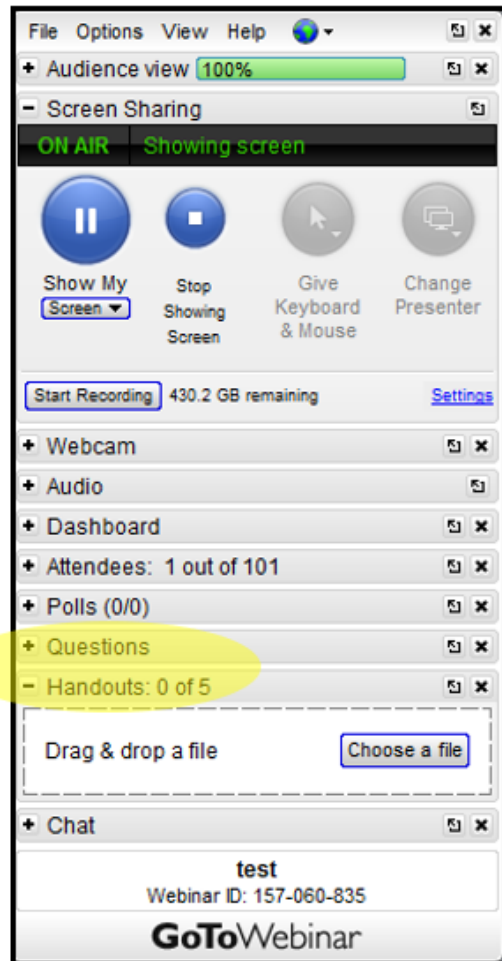 File Options View Help
+ Audience view 100%
- Screen Sharing
ON AIR Showing screen
Show My
Screen
Stop
Showing
Screen
Give
Keyboard
& Mouse
Change
Presenter
Start Recording 430.2 GB remaining Settings
+ Webcam
+ Audio
+ Dashboard
+ Attendees: 1 out of 101
+ Polls (0/0)
+ Questions
- Handouts: 0 of 5
Drag & drop a file Choose a file
+ Chat
test
Webinar ID: 157-060-835
GoToWebinar